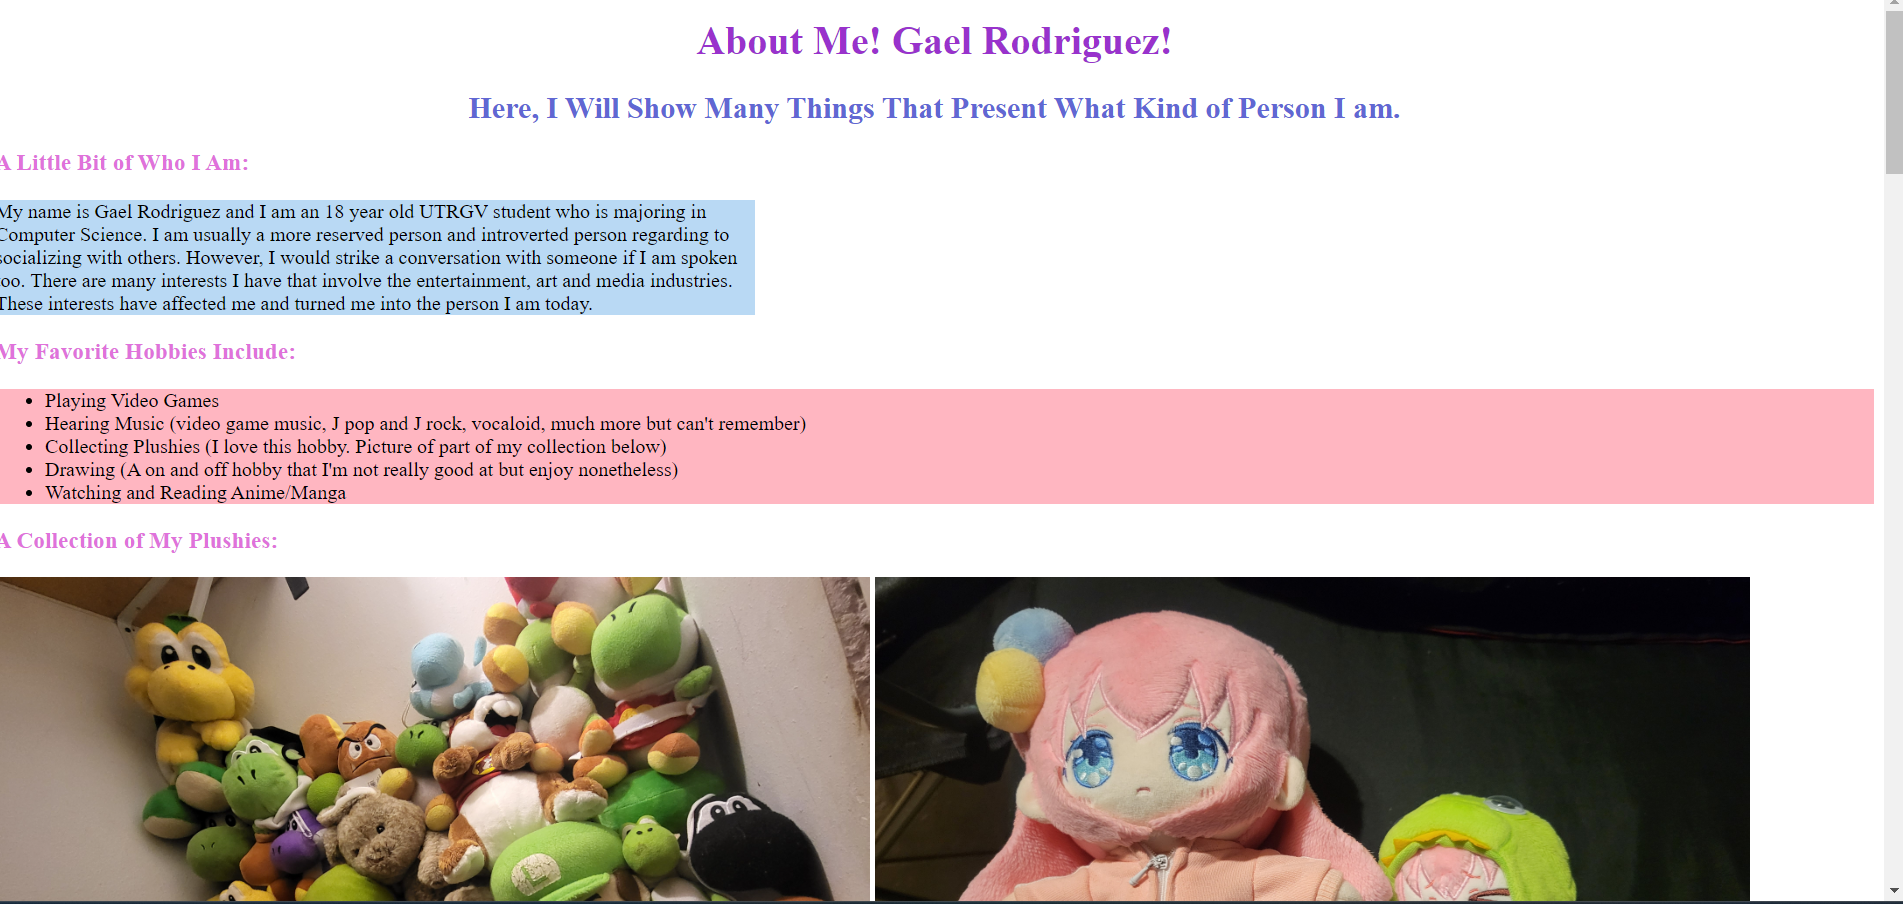 About Me! Gael Rodriguez!
Here, I Will Show Many Things That Present What Kind of Person I am.
A Little Bit of Who I Am:
My name is Gael Rodriguez and I am an 18 year old UTRGV student who is majoring in
Computer Science. I am usually a more reserved person and introverted person regarding to
socializing with others. However, I would strike a conversation with someone if I am spoken
too. There are many interests I have that involve the entertainment, art and media industries.
These interests have affected me and turned me into the person I am today.
My Favorite Hobbies Include:
• Playing Video Games
• Hearing Music (video game music, J pop and J rock, vocaloid, much more but can't remember)
• Collecting Plushies (I love this hobby. Picture of part of my collection below)
• Drawing (A on and off hobby that I'm not really good at but enjoy nonetheless)
• Watching and Reading Anime/Manga
A Collection of My Plushies:
L